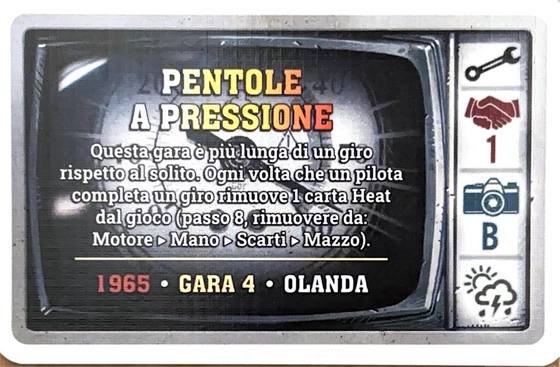 PENTOLE
A PRESSIONE
Questa gara è più lunga di un giro
rispetto al solito. Ogni volta che un pilota
completa un giro rimuove 1 carta Heat
dal gioco (passo 8, rimuovere da:
Motore ▸ Mano ▸ Scarti ▸ Mazzo).
1965 • GARA 4 • OLANDA
1
B